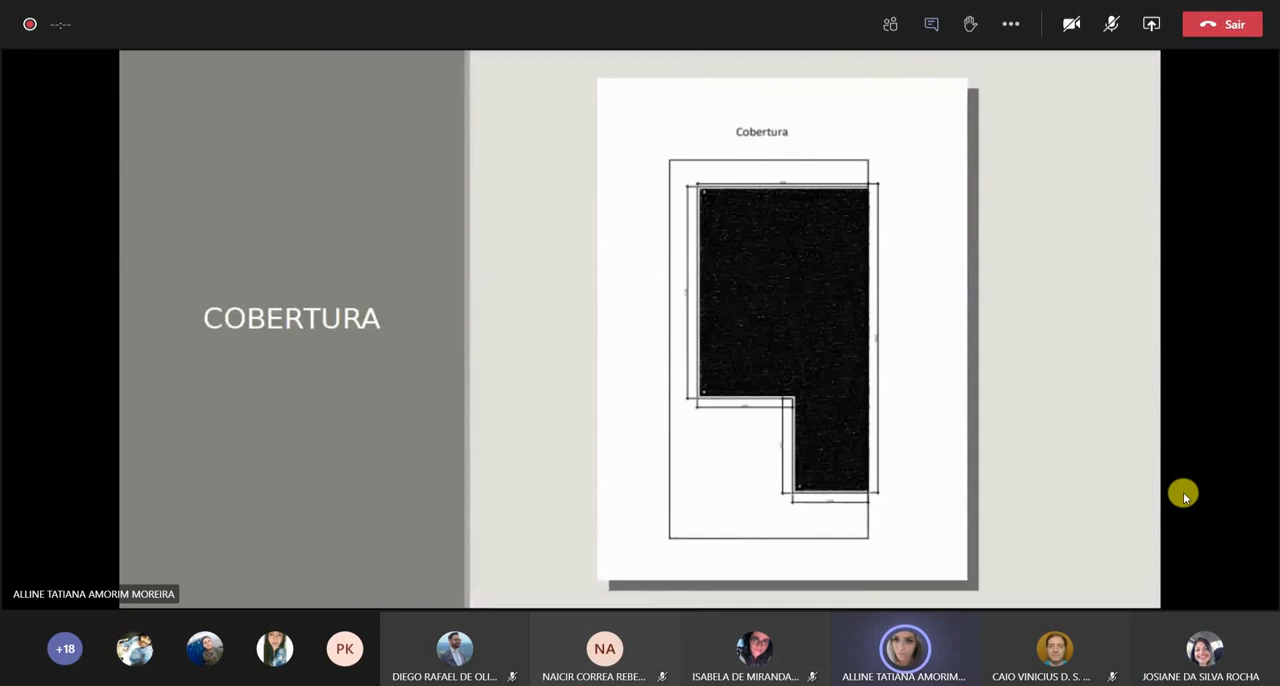 --:--
Sair
Cobertura
COBERTURA
ALLINE TATIANA AMORIM MOREIRA
+18
PK
DIEGO RAFAEL DE OLI...
NA
NAICIR CORREA REBE...
ISABELA DE MIRANDA...
ALLINE TATIANA AMORIM...
CAIO VINICIUS D. S. ...
JOSIANE DA SILVA ROCHA